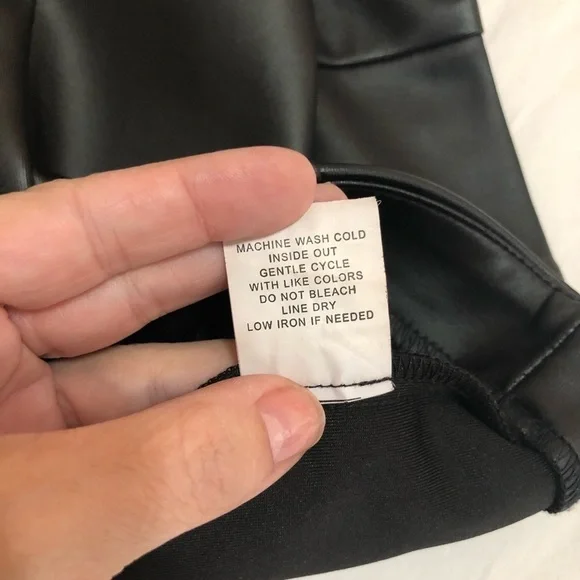 MACHINE WASH COLD
INSIDE OUT
GENTLE CYCLE
WITH LIKE COLORS
DO NOT BLEACH
LINE DRY
LOW IRON IF NEEDED